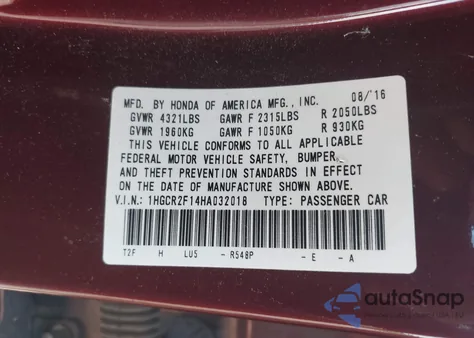 MFD. BY HONDA OF AMERICA MFG., INC. 08/'16
GVWR 4321LBS GAWR F 2315LBS R 2050LBS
GVWR 1960KG GAWR F 1050KG R 930KG
THIS VEHICLE CONFORMS TO ALL APPLICABLE
FEDERAL MOTOR VEHICLE SAFETY, BUMPER,
AND THEFT PREVENTION STANDARDS IN EFFECT
ON THE DATE OF MANUFACTURE SHOWN ABOVE.
V.I.N.: 1HGCR2F14HA032018 TYPE: PASSENGER CAR
T2F H LU5 - R548P - E - A
autoSnap